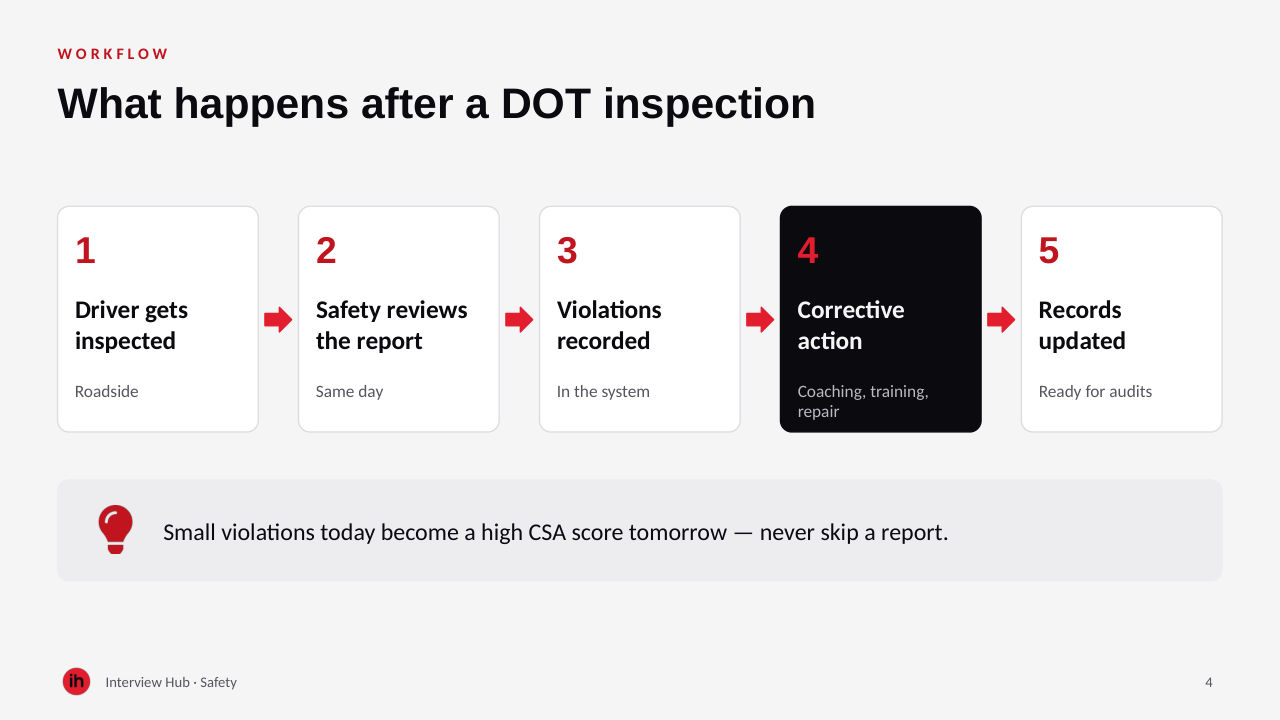 WORKFLOW
What happens after a DOT inspection
1
Driver gets
inspected
Roadside
2
Safety reviews
the report
Same day
3
Violations
recorded
In the system
4
Corrective
action
Coaching, training,
repair
5
Records
updated
Ready for audits
Small violations today become a high CSA score tomorrow — never skip a report.
ih
Interview Hub · Safety
4